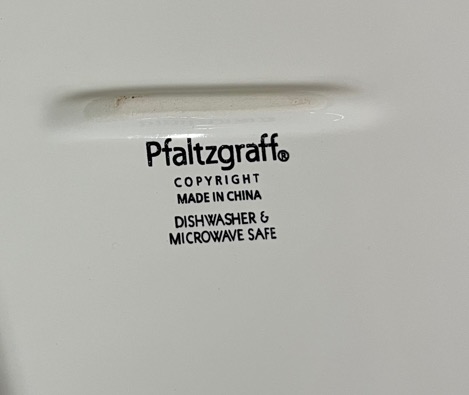 Pfaltzgraff®
COPYRIGHT
MADE IN CHINA
DISHWASHER &
MICROWAVE SAFE